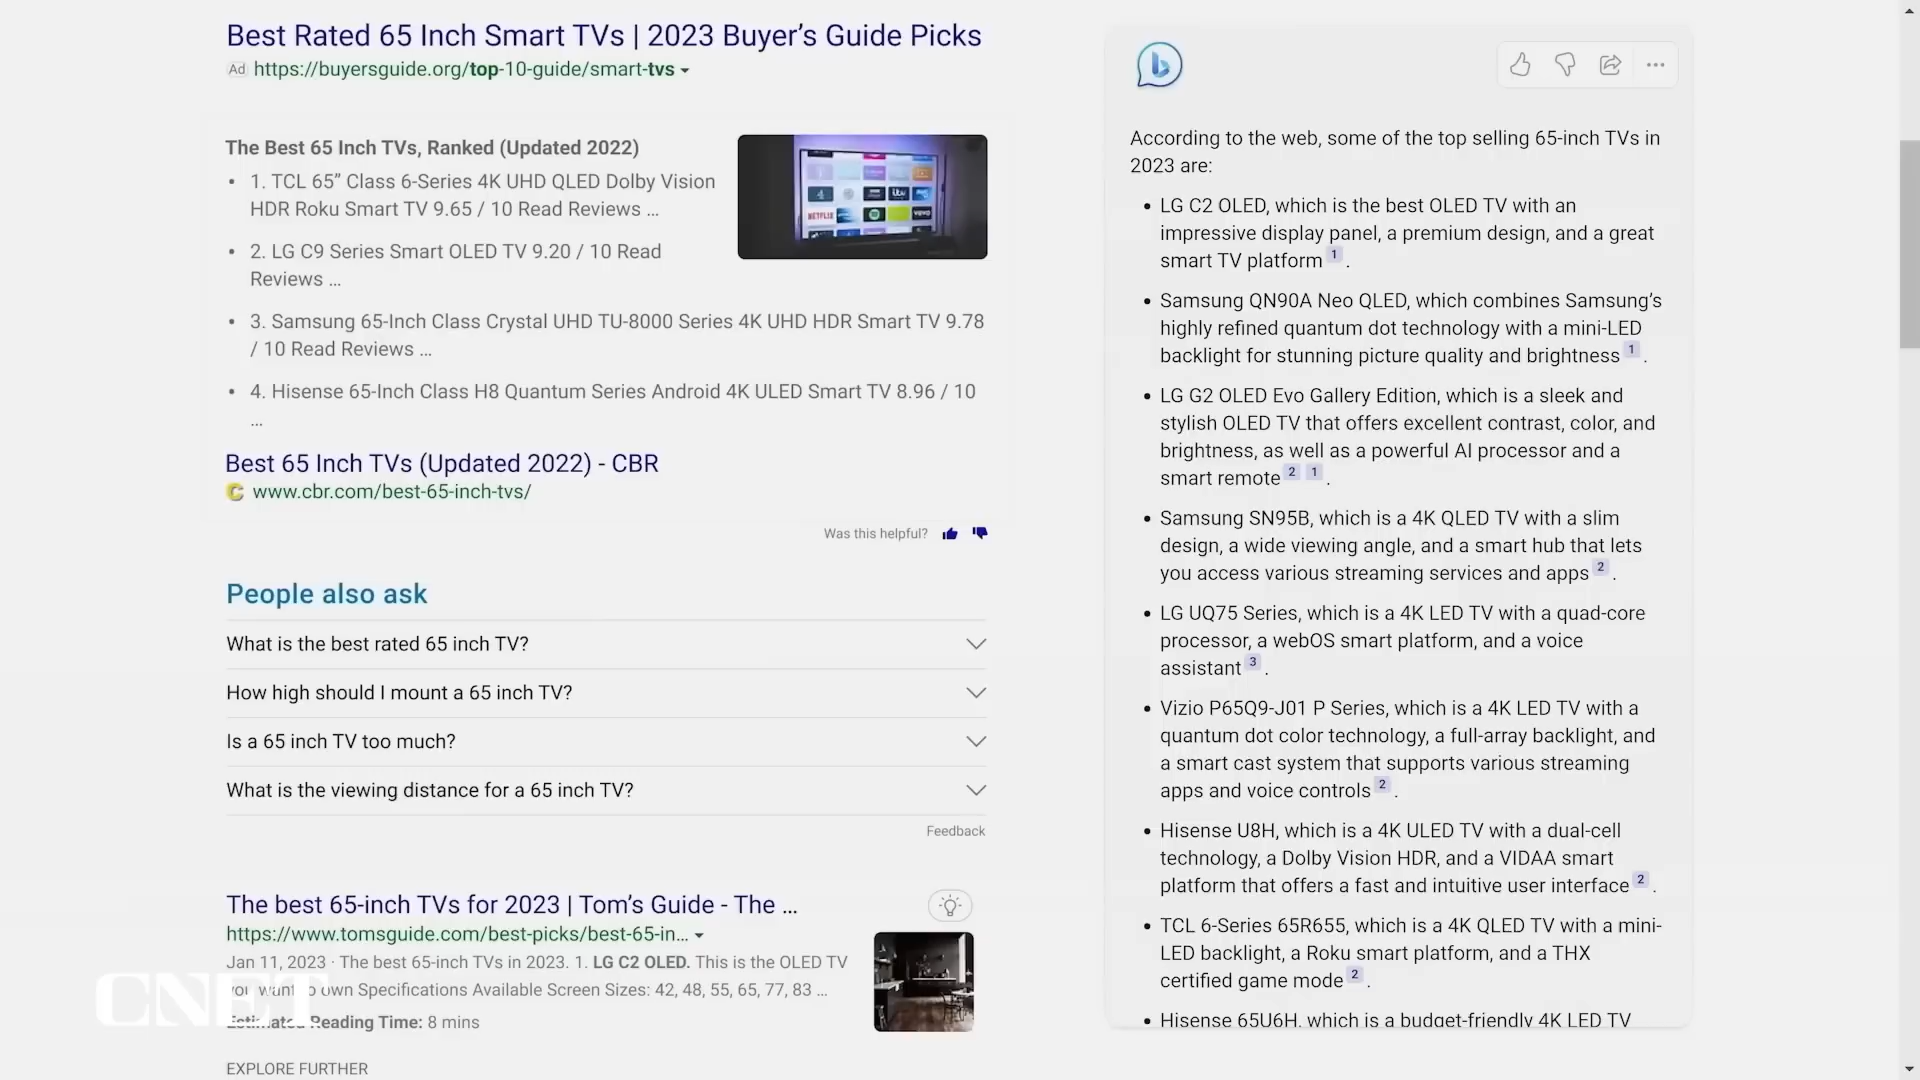 Best Rated 65 Inch Smart TVs | 2023 Buyer’s Guide Picks
Ad https://buyersguide.org/top-10-guide/smart-tvs
The Best 65 Inch TVs, Ranked (Updated 2022)
• 1. TCL 65” Class 6-Series 4K UHD QLED Dolby Vision
HDR Roku Smart TV 9.65 / 10 Read Reviews ...
• 2. LG C9 Series Smart OLED TV 9.20 / 10 Read
Reviews ...
• 3. Samsung 65-Inch Class Crystal UHD TU-8000 Series 4K UHD HDR Smart TV 9.78
/ 10 Read Reviews ...
• 4. Hisense 65-Inch Class H8 Quantum Series Android 4K ULED Smart TV 8.96 / 10
...
NETFLIX
Best 65 Inch TVs (Updated 2022) - CBR
www.cbr.com/best-65-inch-tvs/
Was this helpful?
People also ask
What is the best rated 65 inch TV?
How high should I mount a 65 inch TV?
Is a 65 inch TV too much?
What is the viewing distance for a 65 inch TV?
Feedback
The best 65-inch TVs for 2023 | Tom’s Guide - The ...
https://www.tomsguide.com/best-picks/best-65-in...
Jan 11, 2023 · The best 65-inch TVs in 2023. 1. LG C2 OLED. This is the OLED TV
you want to own Specifications Available Screen Sizes: 42, 48, 55, 65, 77, 83 ...
Estimated Reading Time: 8 mins
EXPLORE FURTHER
CNET
According to the web, some of the top selling 65-inch TVs in
2023 are:
• LG C2 OLED, which is the best OLED TV with an
impressive display panel, a premium design, and a great
smart TV platform 1 .
• Samsung QN90A Neo QLED, which combines Samsung’s
highly refined quantum dot technology with a mini-LED
backlight for stunning picture quality and brightness 1 .
• LG G2 OLED Evo Gallery Edition, which is a sleek and
stylish OLED TV that offers excellent contrast, color, and
brightness, as well as a powerful AI processor and a
smart remote 2 1 .
• Samsung SN95B, which is a 4K QLED TV with a slim
design, a wide viewing angle, and a smart hub that lets
you access various streaming services and apps 2 .
• LG UQ75 Series, which is a 4K LED TV with a quad-core
processor, a webOS smart platform, and a voice
assistant 3 .
• Vizio P65Q9-J01 P Series, which is a 4K LED TV with a
quantum dot color technology, a full-array backlight, and
a smart cast system that supports various streaming
apps and voice controls 2 .
• Hisense U8H, which is a 4K ULED TV with a dual-cell
technology, a Dolby Vision HDR, and a VIDAA smart
platform that offers a fast and intuitive user interface 2 .
• TCL 6-Series 65R655, which is a 4K QLED TV with a mini-
LED backlight, a Roku smart platform, and a THX
certified game mode 2 .
• Hisense 65U6H, which is a budget-friendly 4K LED TV